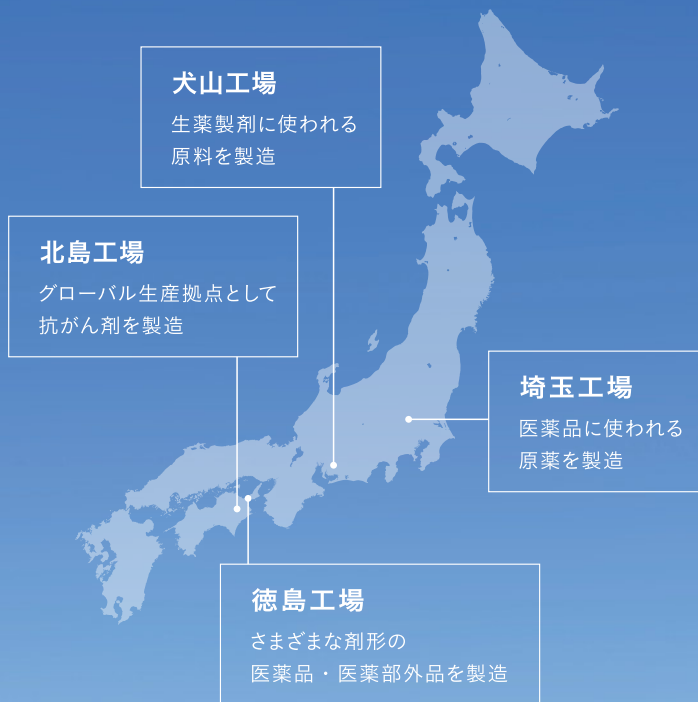 犬山工場
生薬製剤に使われる
原料を製造
北島工場
グローバル生産拠点として
抗がん剤を製造
埼玉工場
医薬品に使われる
原薬を製造
徳島工場
さまざまな剤形の
医薬品・医薬部外品を製造